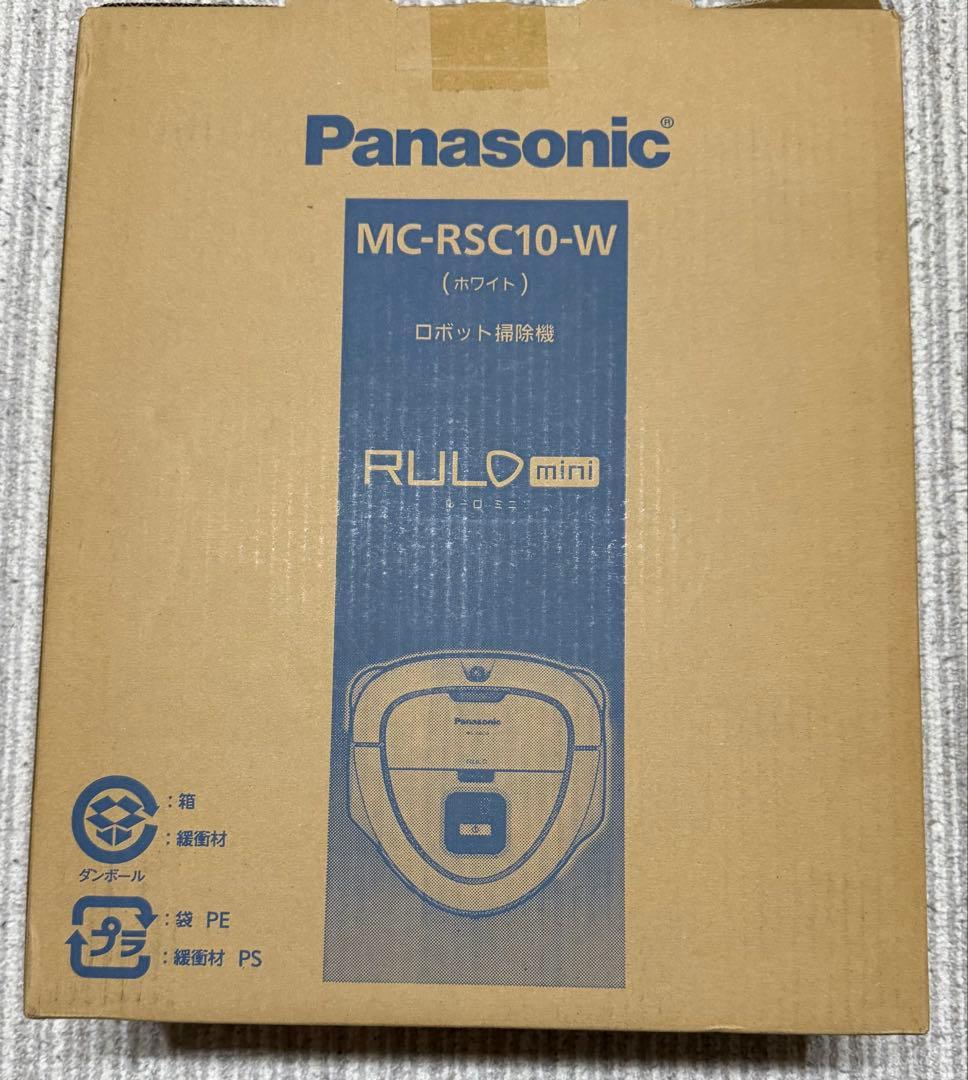 Panasonic®
MC-RSC10-W
(ホワイト)
ロボット掃除機
RULO mini
ルーロ ミニ
Panasonic
RULO
:箱
:緩衝材
ダンボール
プラ
:袋 PE
:緩衝材 PS